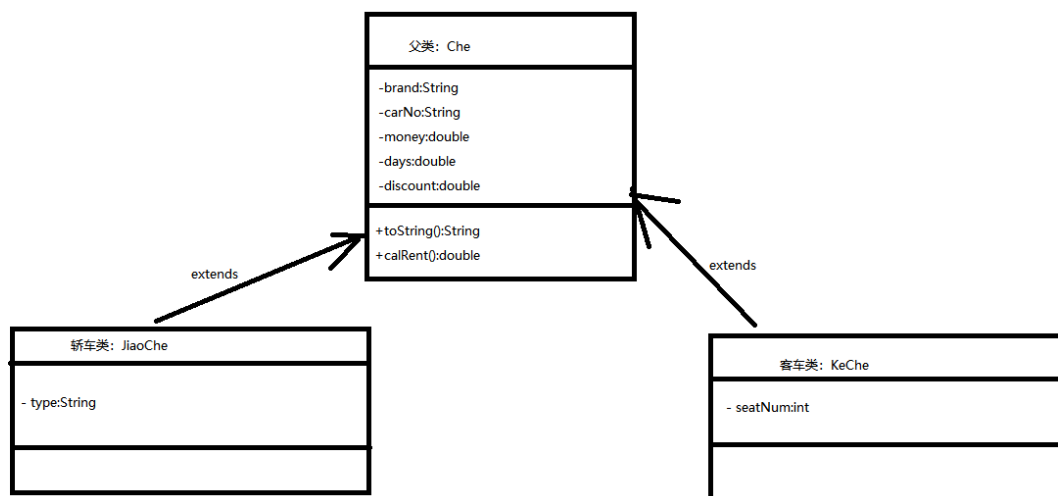 父类：Che
-brand:String
-carNo:String
-money:double
-days:double
-discount:double
+toString():String
+calRent():double
extends
extends
轿车类：JiaoChe
- type:String
客车类：KeChe
- seatNum:int